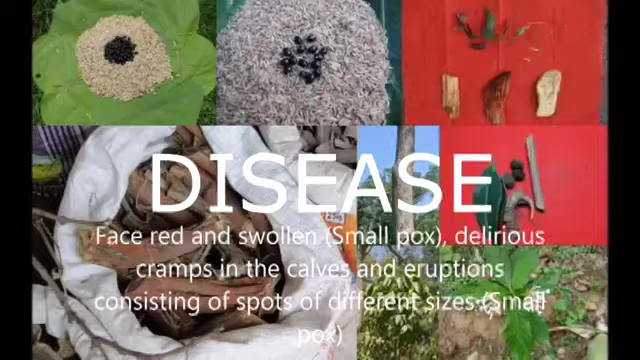 DISEASE
Face red and swollen (Small pox), delirious
cramps in the calves and eruptions
consisting of spots of different sizes (Small
pox)